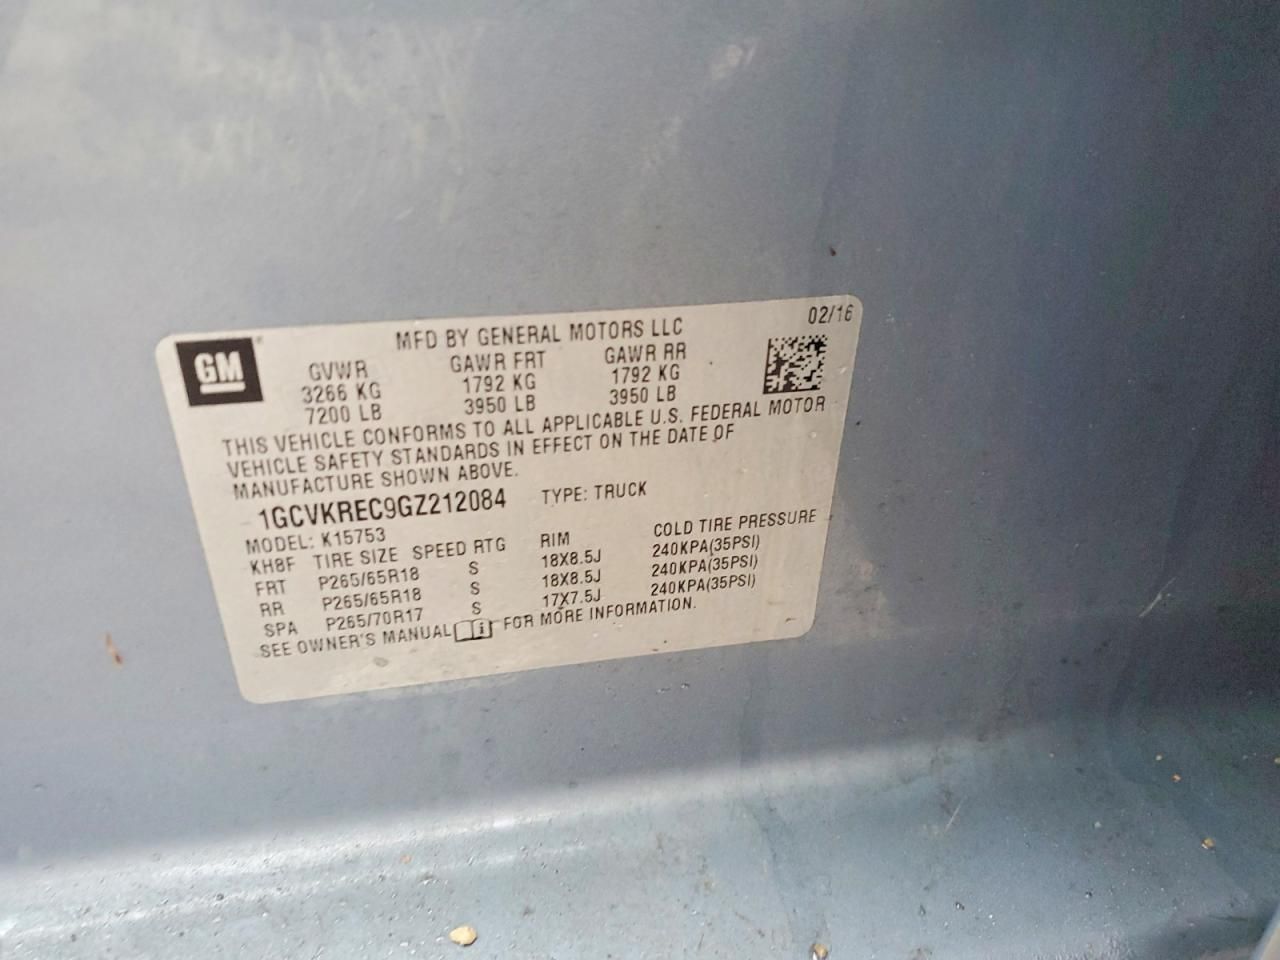 GM
MFD BY GENERAL MOTORS LLC 02/16
GVWR GAWR FRT GAWR RR
3266 KG 1792 KG 1792 KG
7200 LB 3950 LB 3950 LB
THIS VEHICLE CONFORMS TO ALL APPLICABLE U.S. FEDERAL MOTOR
VEHICLE SAFETY STANDARDS IN EFFECT ON THE DATE OF
MANUFACTURE SHOWN ABOVE.
1GCVKREC9GZ212084 TYPE: TRUCK
MODEL: K15753
KH8F TIRE SIZE SPEED RTG RIM COLD TIRE PRESSURE
FRT P265/65R18 S 18X8.5J 240KPA(35PSI)
RR P265/65R18 S 18X8.5J 240KPA(35PSI)
SPA P265/70R17 S 17X7.5J 240KPA(35PSI)
SEE OWNER'S MANUAL i FOR MORE INFORMATION.